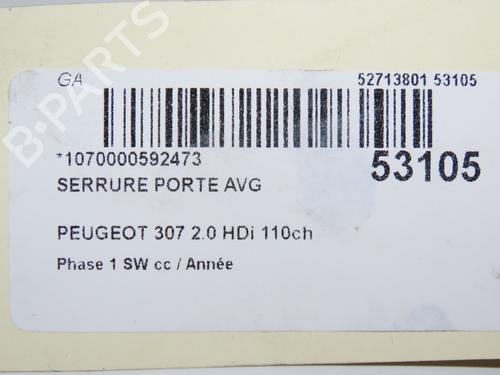 GA
52713801 53105
*1070000592473
53105
SERRURE PORTE AVG
PEUGEOT 307 2.0 HDi 110ch
Phase 1 SW cc / Année
B-PARTS